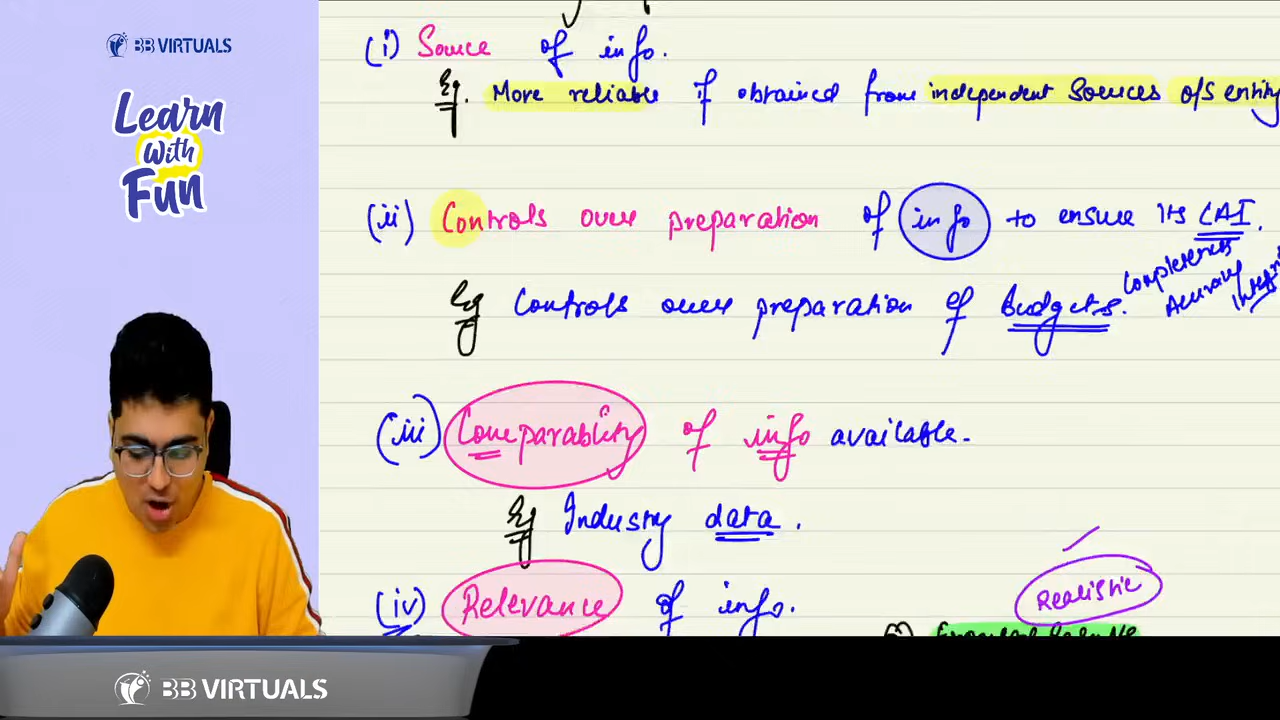 BB VIRTUALS
Learn
With
Fun
(i) Source of info.
Eg. More reliable if obtained from independent Sources o/s entity
(ii) Controls over preparation of info to ensure its CAI.
Completeness
Accuracy
Eg Controls over preparation of Budgets.
(iii) Comparability of info available.
Eg Industry data.
(iv) Relevance of info.
Realistic
BB VIRTUALS